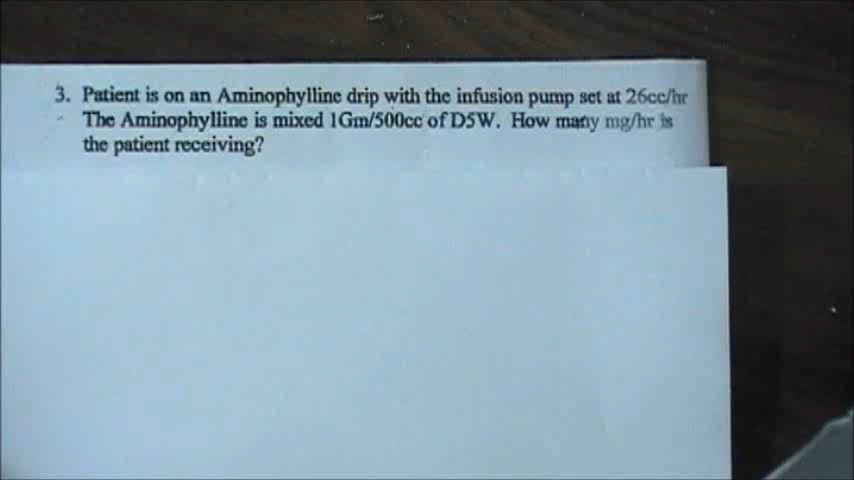 3. Patient is on an Aminophylline drip with the infusion pump set at 26cc/hr
The Aminophylline is mixed 1Gm/500cc of D5W. How many mg/hr is
the patient receiving?